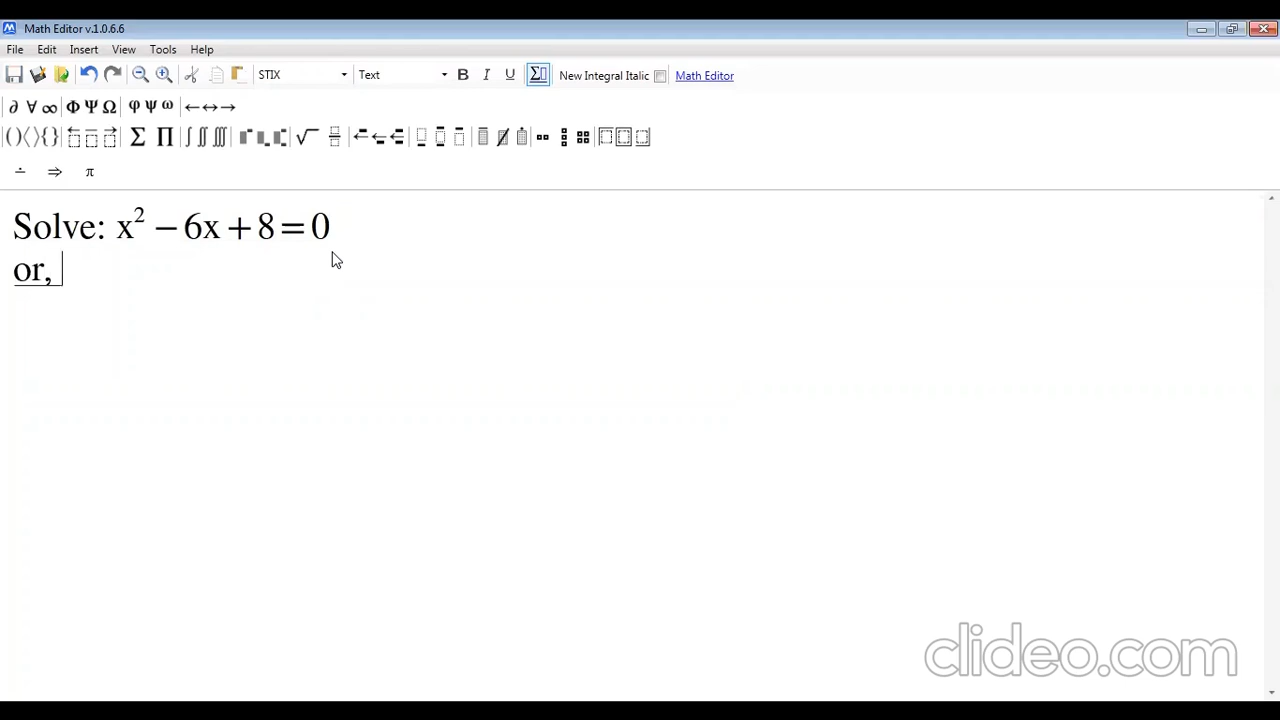 Math Editor v.1.0.6.6
File Edit Insert View Tools Help
STIX Text B I U Σ New Integral Italic Math Editor
∂ ∀ ∞ Φ Ψ Ω φ ψ ω ←↔→
()⟨⟩{} Σ Π ∫ ∬ ∭ √
∸ ⇒ π
Solve: x² − 6x + 8 = 0
or,
clideo.com